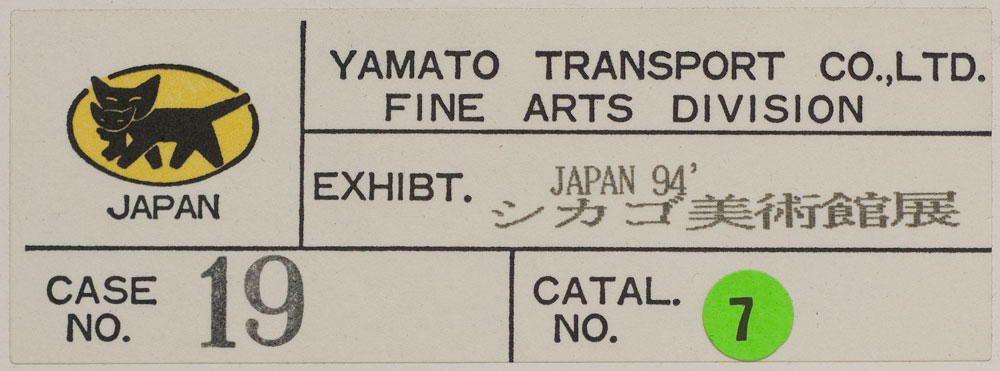 YAMATO TRANSPORT CO.,LTD.
FINE ARTS DIVISION
JAPAN
EXHIBT. JAPAN 94'
シカゴ美術館展
CASE NO. 19
CATAL. NO. 7